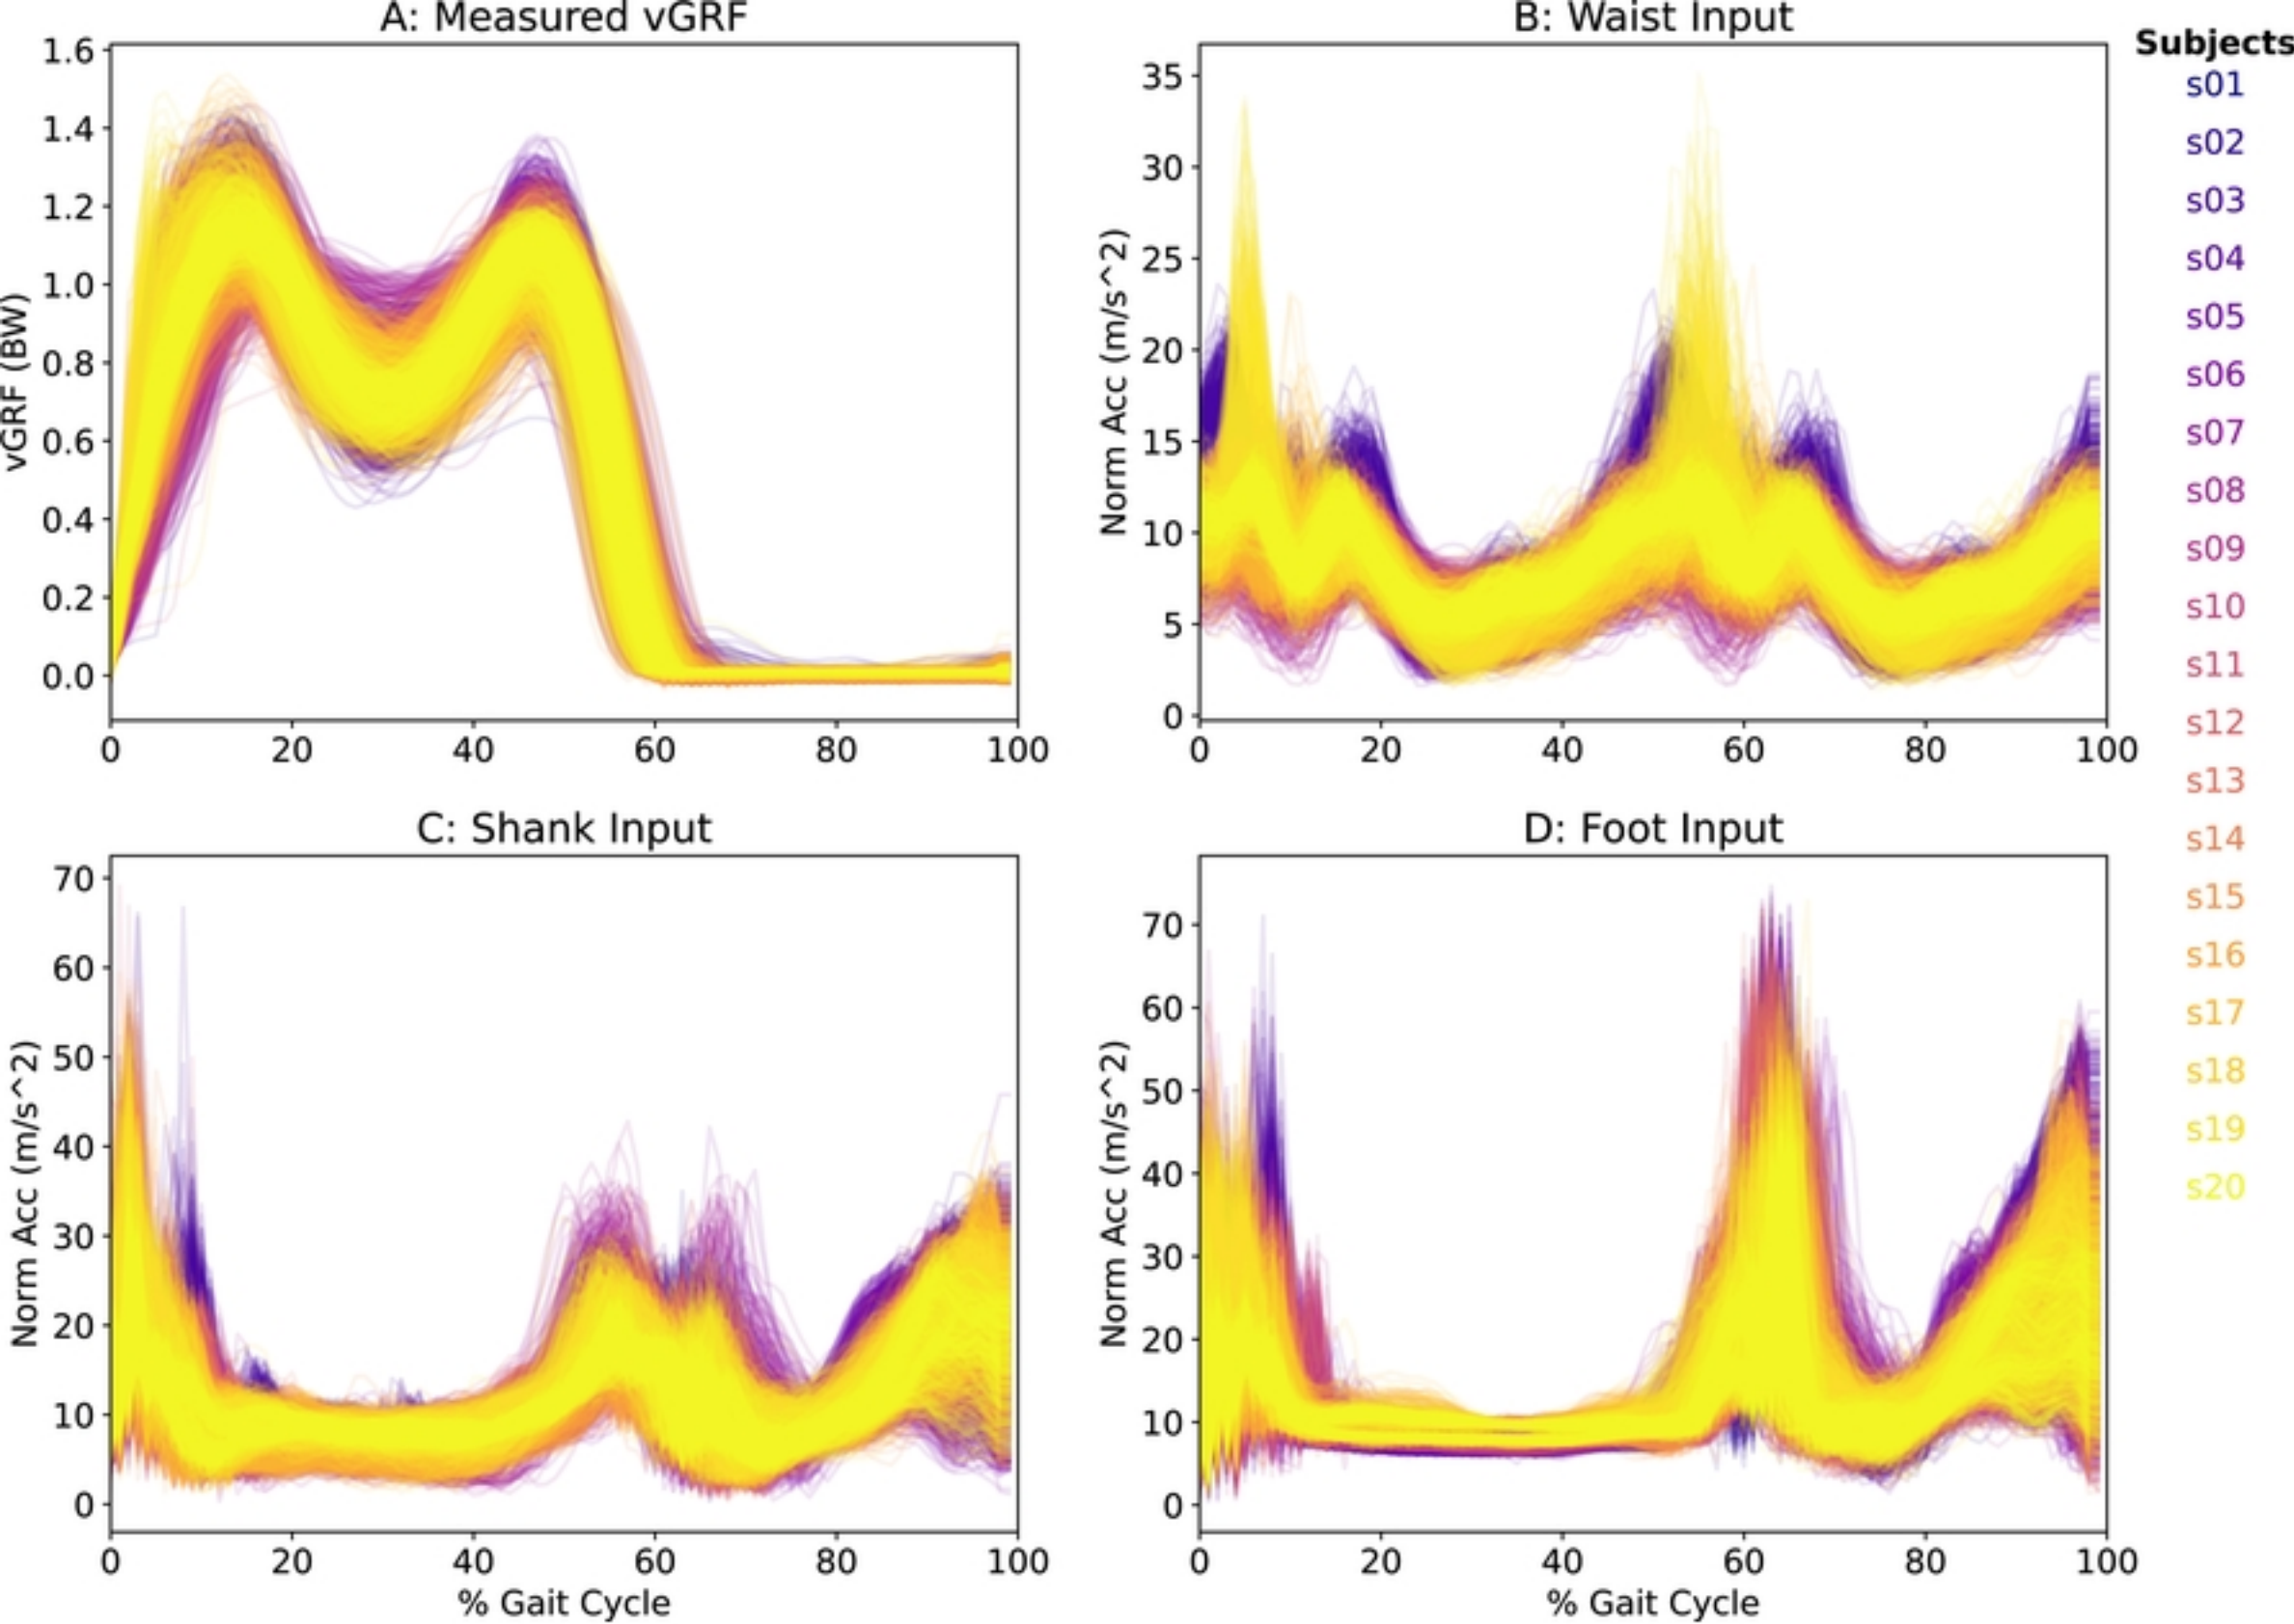 A: Measured vGRF
1.6
1.4
1.2
1.0
0.8
0.6
0.4
0.2
0.0
vGRF (BW)
0 20 40 60 80 100
B: Waist Input
35
30
25
20
15
10
5
0
Norm Acc (m/s^2)
0 20 40 60 80 100
C: Shank Input
70
60
50
40
30
20
10
0
Norm Acc (m/s^2)
0 20 40 60 80 100
% Gait Cycle
D: Foot Input
70
60
50
40
30
20
10
0
Norm Acc (m/s^2)
0 20 40 60 80 100
% Gait Cycle
Subjects
s01
s02
s03
s04
s05
s06
s07
s08
s09
s10
s11
s12
s13
s14
s15
s16
s17
s18
s19
s20